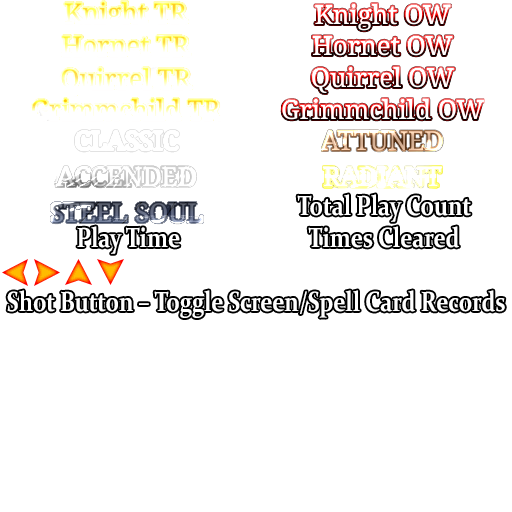 Knight TR Knight OW
Hornet TR Hornet OW
Quirrel TR Quirrel OW
Grimmchild TR Grimmchild OW
CLASSIC ATTUNED
ACCENDED RADIANT
STEEL SOUL Total Play Count
Play Time Times Cleared
Shot Button - Toggle Screen/Spell Card Records